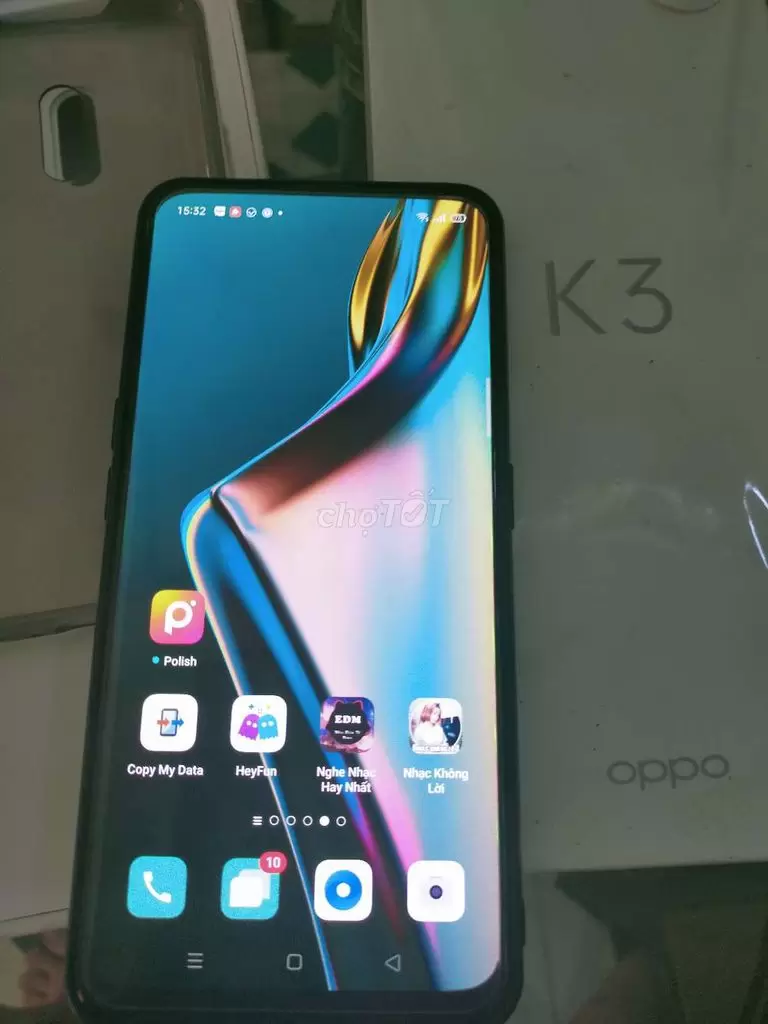 15:32
K3
chợTỐT
Polish
EDM
Copy My Data
HeyFun
Nghe Nhạc
Hay Nhất
Nhạc Không
Lời
oppo
10